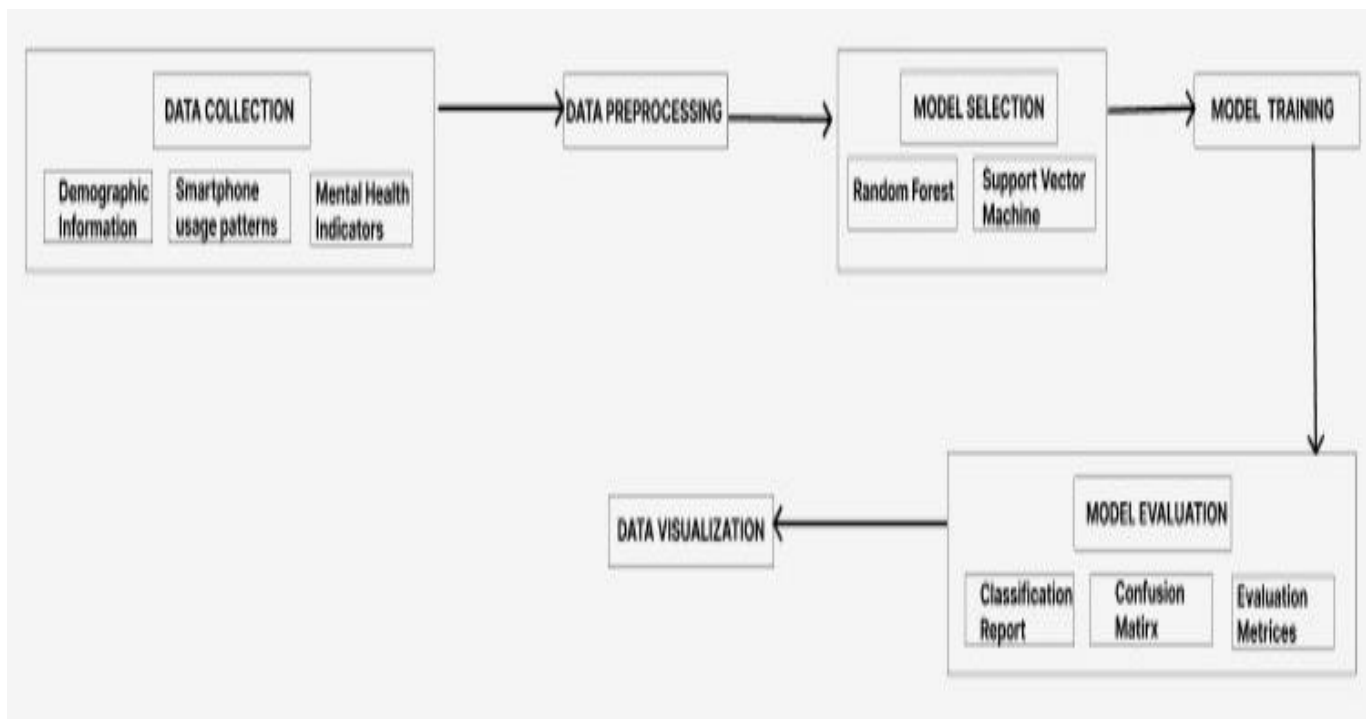 DATA COLLECTION
Demographic
Information
Smartphone
usage patterns
Mental Health
Indicators
DATA PREPROCESSING
MODEL SELECTION
Random Forest
Support Vector
Machine
MODEL TRAINING
MODEL EVALUATION
Classification
Report
Confusion
Matirx
Evaluation
Metrices
DATA VISUALIZATION